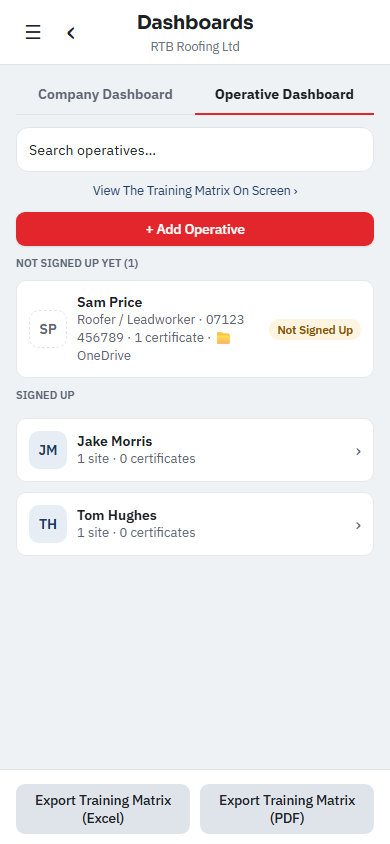 Dashboards
RTB Roofing Ltd
Company Dashboard
Operative Dashboard
Search operatives...
View The Training Matrix On Screen ›
+ Add Operative
NOT SIGNED UP YET (1)
SP
Sam Price
Roofer / Leadworker · 07123
456789 · 1 certificate ·
OneDrive
Not Signed Up
SIGNED UP
JM
Jake Morris
1 site · 0 certificates
TH
Tom Hughes
1 site · 0 certificates
Export Training Matrix
(Excel)
Export Training Matrix
(PDF)